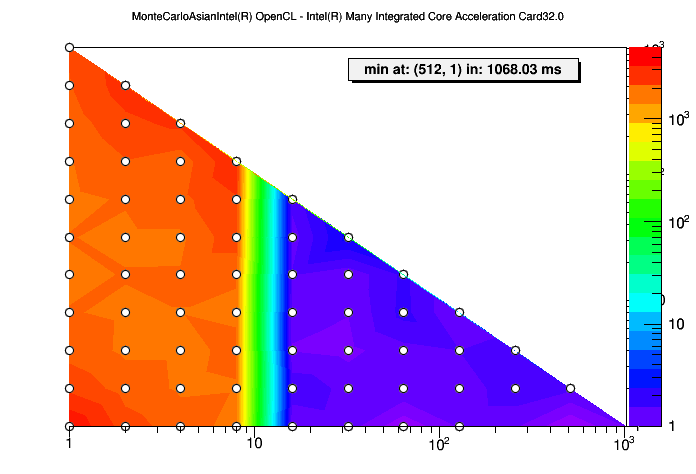 MonteCarloAsianIntel(R) OpenCL - Intel(R) Many Integrated Core Acceleration Card32.0
min at: (512, 1) in: 1068.03 ms
10³
10²
10
1
1 10 10² 10³